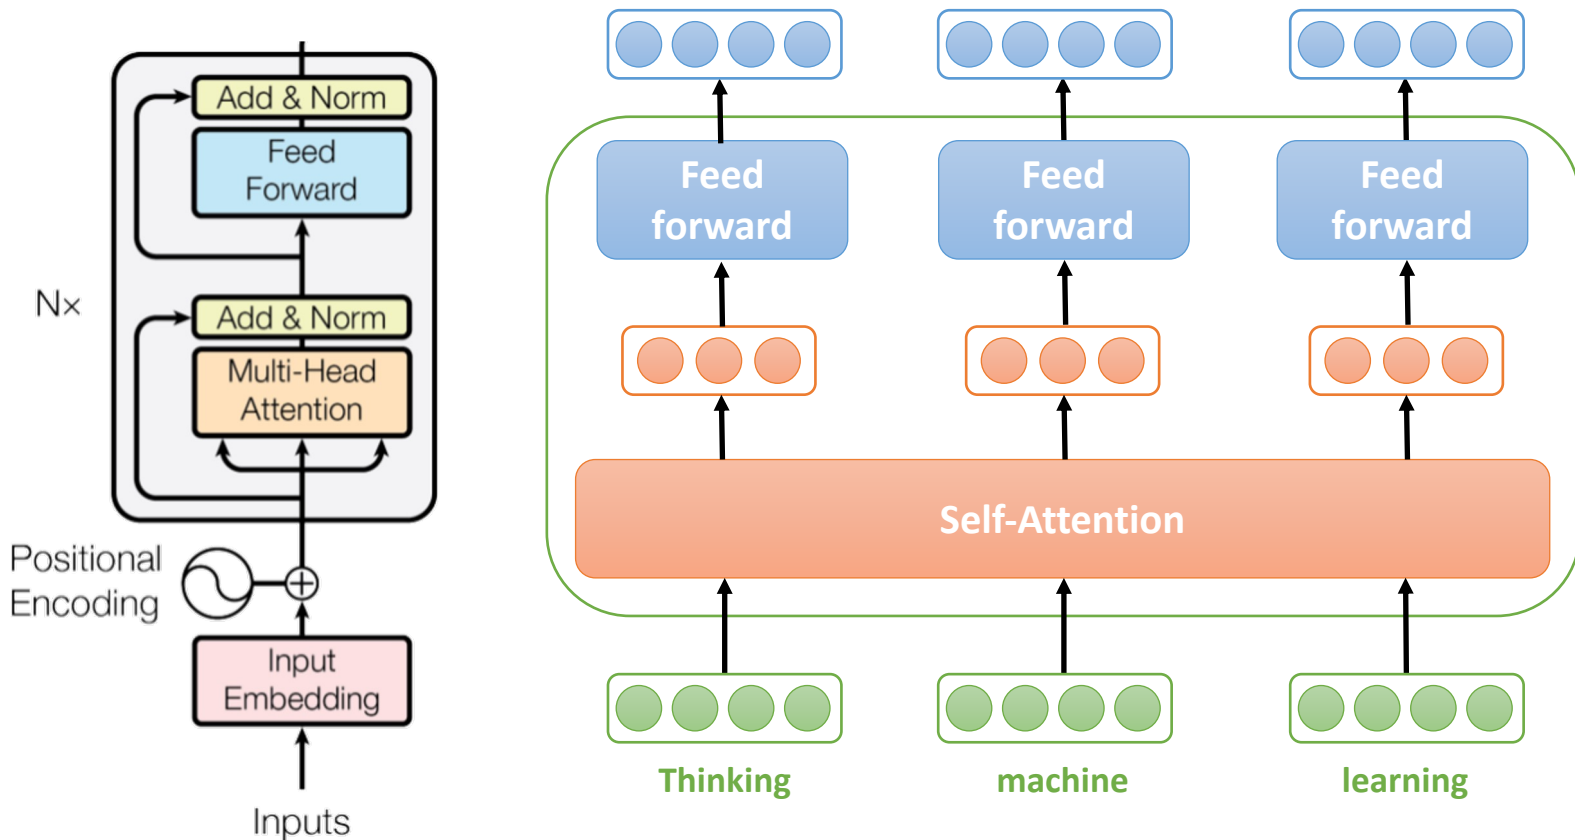 Add & Norm
Feed
Forward
N×
Add & Norm
Multi-Head
Attention
Positional
Encoding
Input
Embedding
Inputs
Feed
forward
Feed
forward
Feed
forward
Self-Attention
Thinking
machine
learning